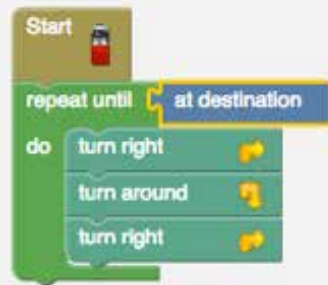 Start
repeat until at destination
do turn right
turn around
turn right